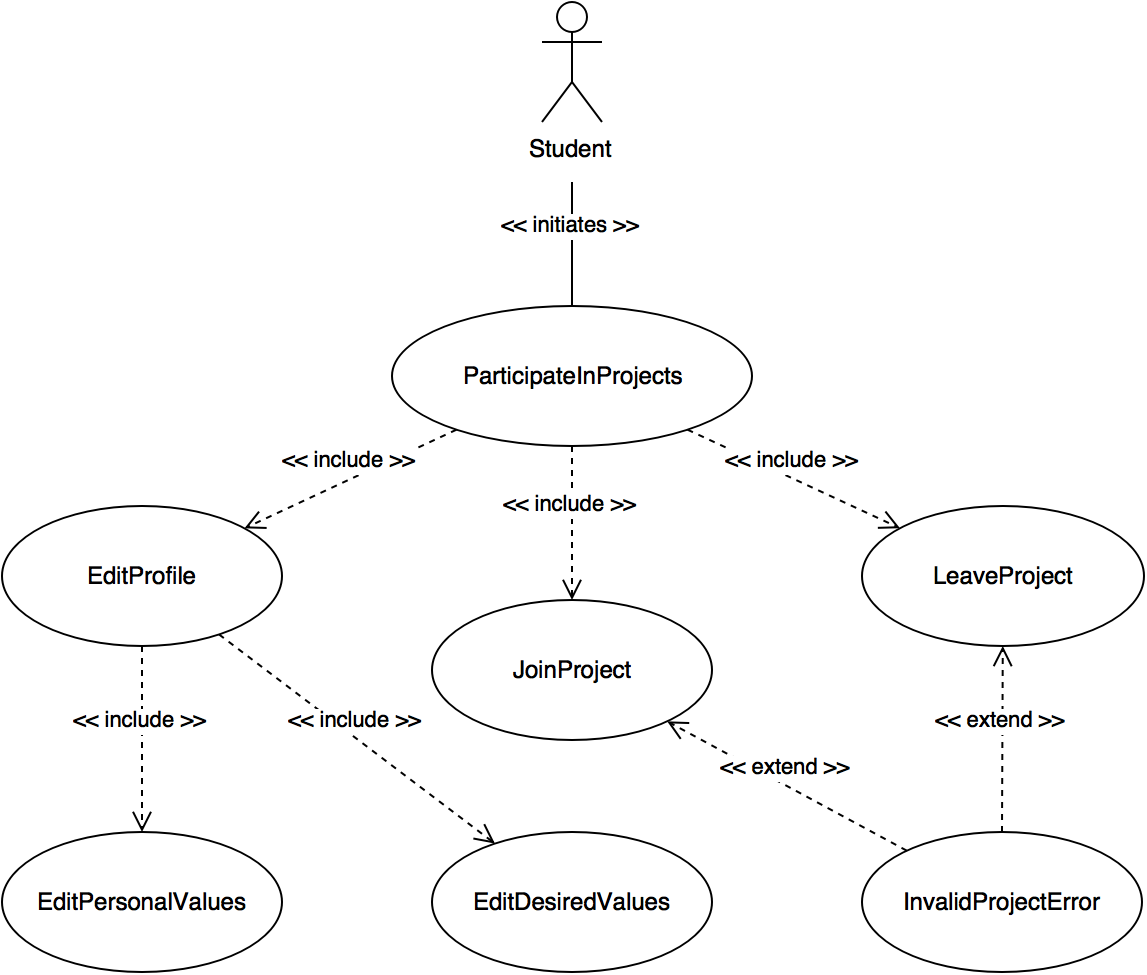 Student
<< initiates >>
ParticipateInProjects
<< include >>
<< include >>
<< include >>
EditProfile
LeaveProject
JoinProject
<< include >>
<< include >>
<< extend >>
<< extend >>
EditPersonalValues
EditDesiredValues
InvalidProjectError